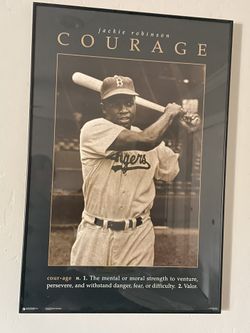 jackie robinson
COURAGE
B
Dodgers
cour·age n. 1. The mental or moral strength to venture,
persevere, and withstand danger, fear, or difficulty. 2. Valor.